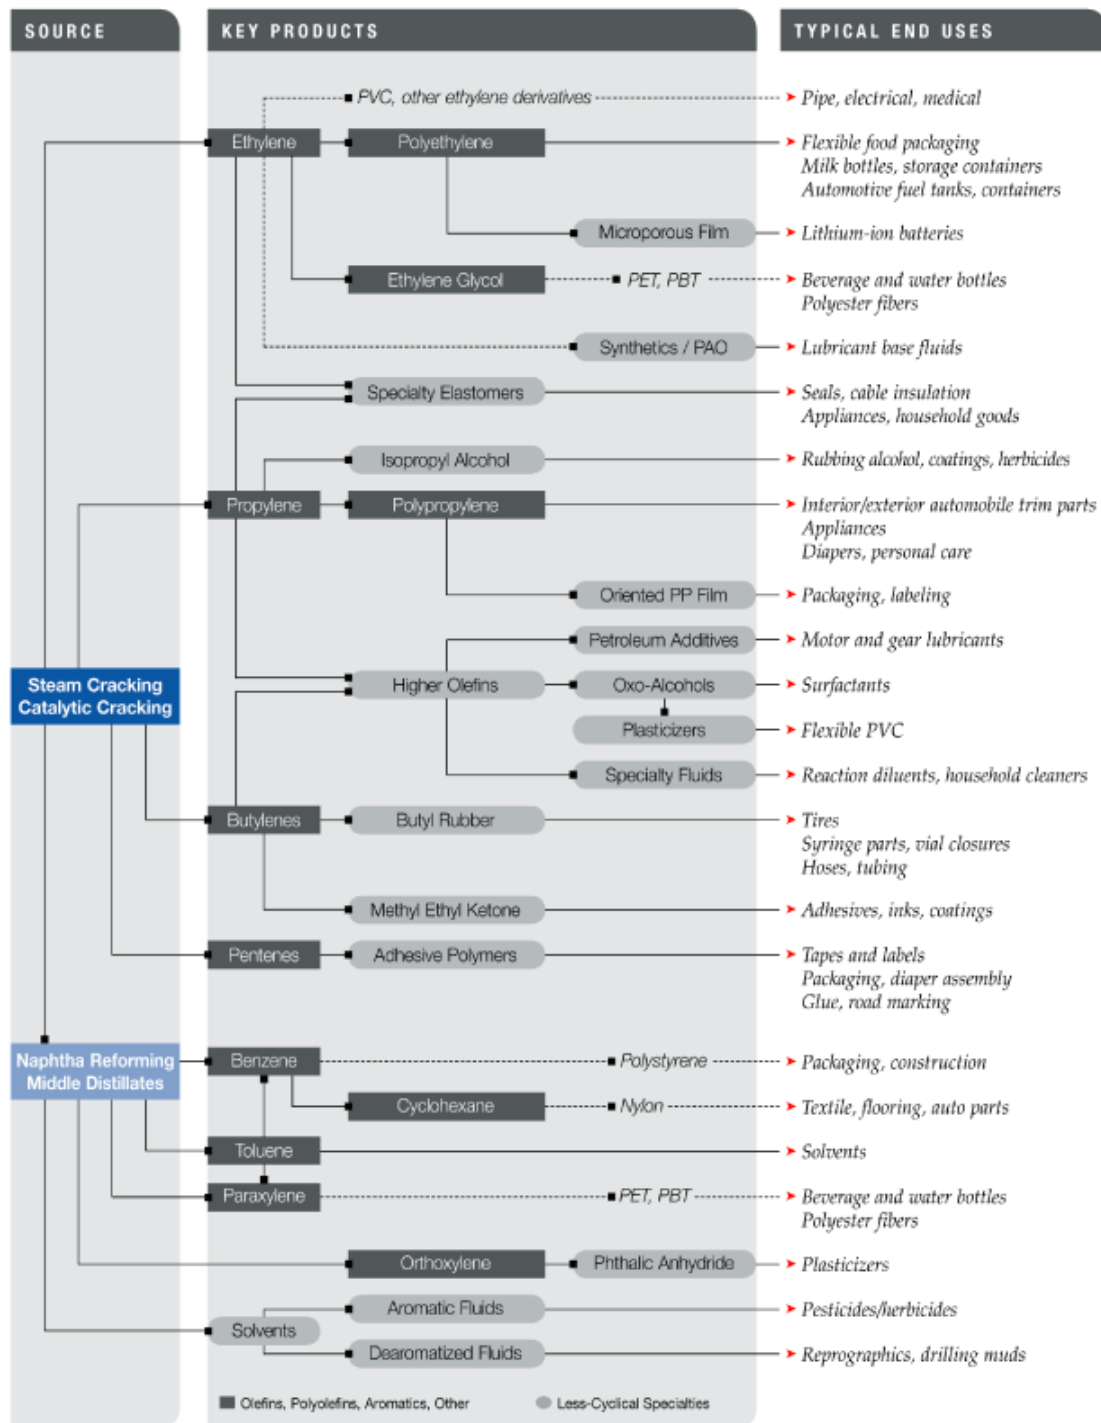 SOURCE
KEY PRODUCTS
TYPICAL END USES
PVC, other ethylene derivatives
Pipe, electrical, medical
Ethylene
Polyethylene
Flexible food packaging
Milk bottles, storage containers
Automotive fuel tanks, containers
Microporous Film
Lithium-ion batteries
Ethylene Glycol
PET, PBT
Beverage and water bottles
Polyester fibers
Synthetics / PAO
Lubricant base fluids
Specialty Elastomers
Seals, cable insulation
Appliances, household goods
Isopropyl Alcohol
Rubbing alcohol, coatings, herbicides
Propylene
Polypropylene
Interior/exterior automobile trim parts
Appliances
Diapers, personal care
Oriented PP Film
Packaging, labeling
Petroleum Additives
Motor and gear lubricants
Steam Cracking
Catalytic Cracking
Higher Olefins
Oxo-Alcohols
Surfactants
Plasticizers
Flexible PVC
Specialty Fluids
Reaction diluents, household cleaners
Butylenes
Butyl Rubber
Tires
Syringe parts, vial closures
Hoses, tubing
Methyl Ethyl Ketone
Adhesives, inks, coatings
Pentenes
Adhesive Polymers
Tapes and labels
Packaging, diaper assembly
Glue, road marking
Naphtha Reforming
Middle Distillates
Benzene
Polystyrene
Packaging, construction
Cyclohexane
Nylon
Textile, flooring, auto parts
Toluene
Solvents
Paraxylene
PET, PBT
Beverage and water bottles
Polyester fibers
Orthoxylene
Phthalic Anhydride
Plasticizers
Aromatic Fluids
Pesticides/herbicides
Solvents
Dearomatized Fluids
Reprographics, drilling muds
Olefins, Polyolefins, Aromatics, Other
Less-Cyclical Specialties